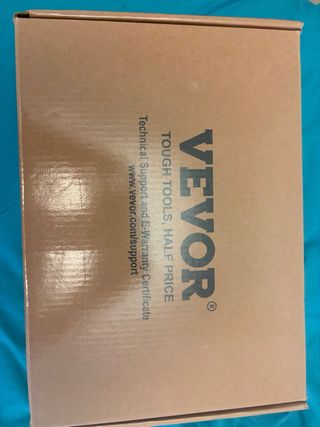 VEVOR®
TOUGH TOOLS, HALF PRICE
Technical Support and E-Warranty Certificate
www.vevor.com/support